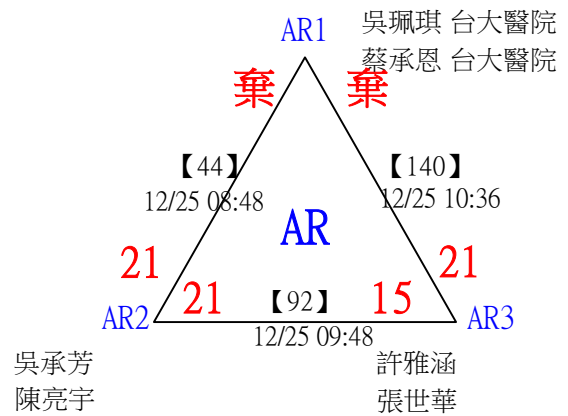 AR1
吳珮琪 台大醫院
蔡承恩 台大醫院
棄
棄
【44】
12/25 08:48
【140】
12/25 10:36
AR
21
21
【92】
15
21
AR2
12/25 09:48
AR3
吳承芳
陳亮宇
許雅涵
張世華